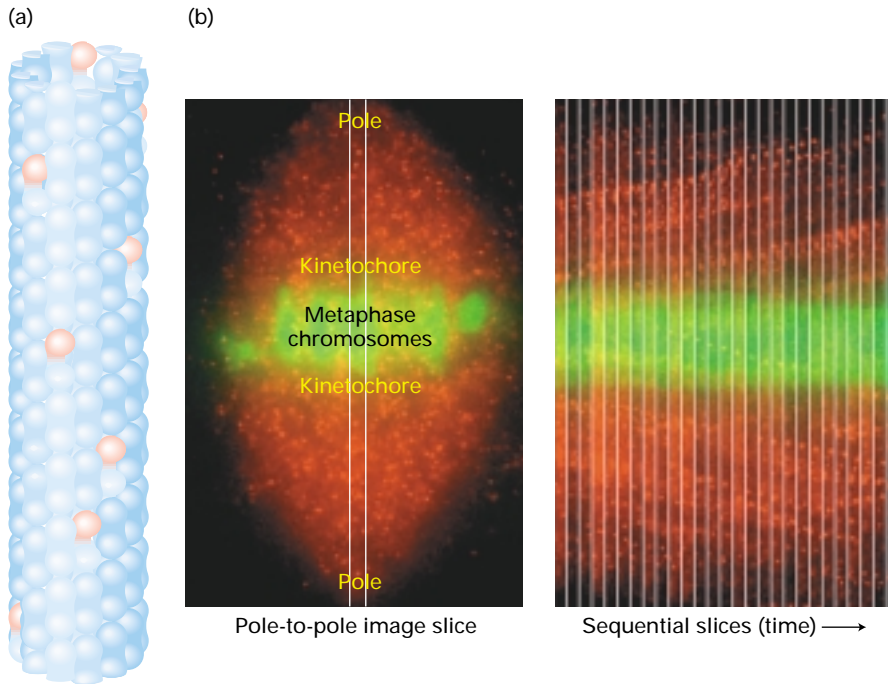 (a)
(b)
Pole
Kinetochore
Metaphase
chromosomes
Kinetochore
Pole
Pole-to-pole image slice
Sequential slices (time) ⟶